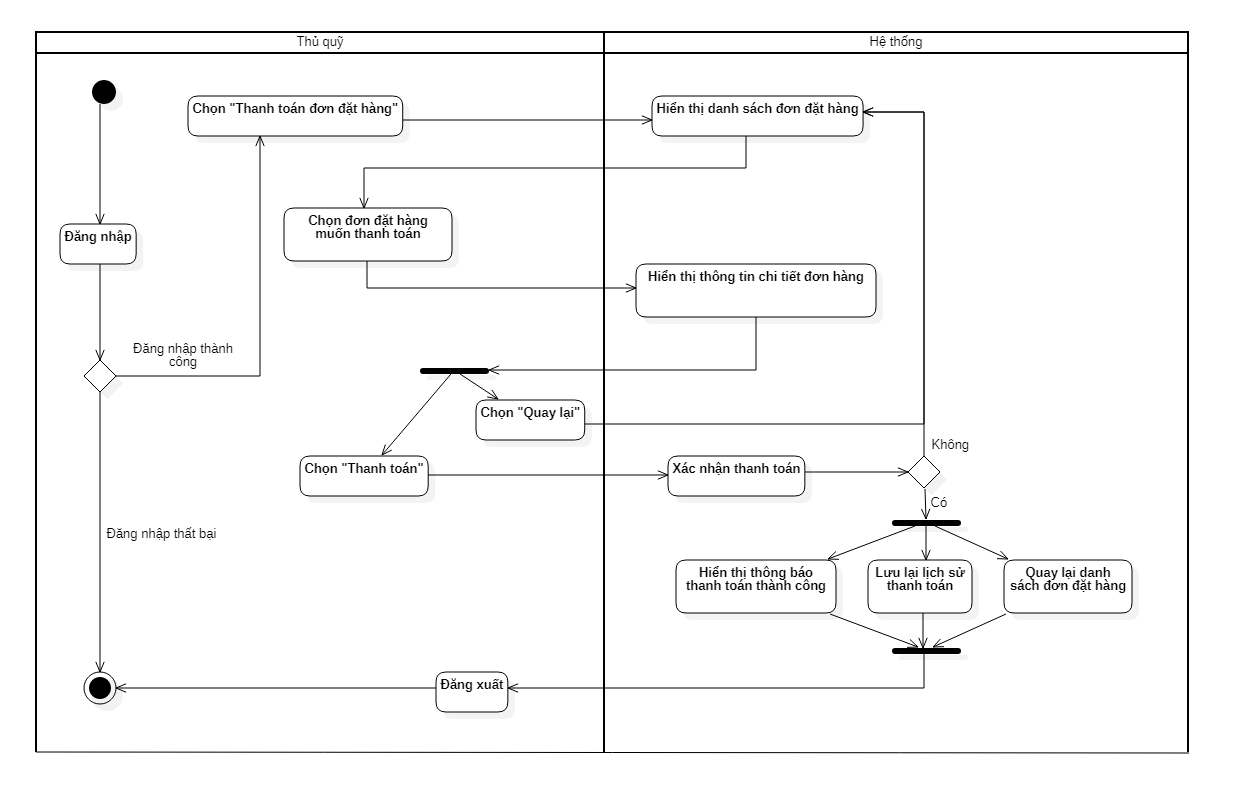 Thủ quỹ
Hệ thống
Chọn "Thanh toán đơn đặt hàng"
Hiển thị danh sách đơn đặt hàng
Chọn đơn đặt hàng
muốn thanh toán
Đăng nhập
Hiển thị thông tin chi tiết đơn hàng
Đăng nhập thành
công
Chọn "Quay lại"
Không
Chọn "Thanh toán"
Xác nhận thanh toán
Có
Đăng nhập thất bại
Hiển thị thông báo
thanh toán thành công
Lưu lại lịch sử
thanh toán
Quay lại danh
sách đơn đặt hàng
Đăng xuất